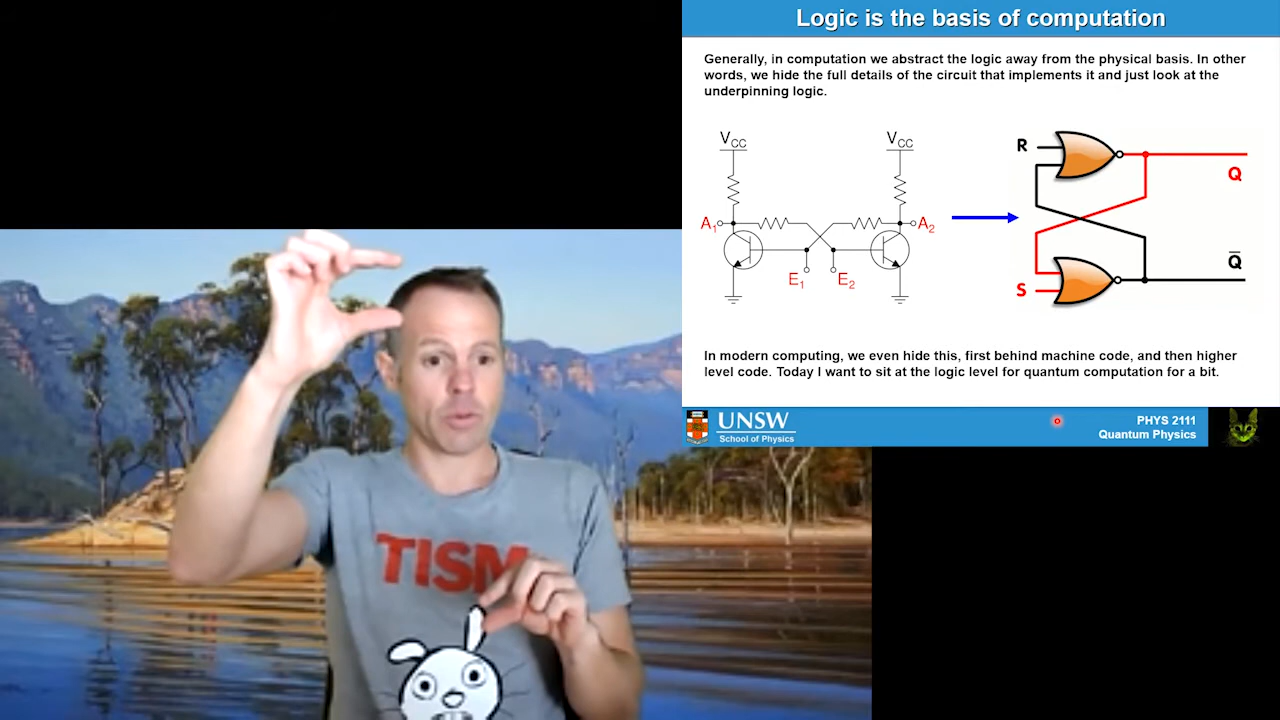 Logic is the basis of computation
Generally, in computation we abstract the logic away from the physical basis. In other
words, we hide the full details of the circuit that implements it and just look at the
underpinning logic.
VCC
VCC
A1
A2
E1
E2
R
Q
Q̅
S
In modern computing, we even hide this, first behind machine code, and then higher
level code. Today I want to sit at the logic level for quantum computation for a bit.
UNSW
School of Physics
PHYS 2111
Quantum Physics
TISM